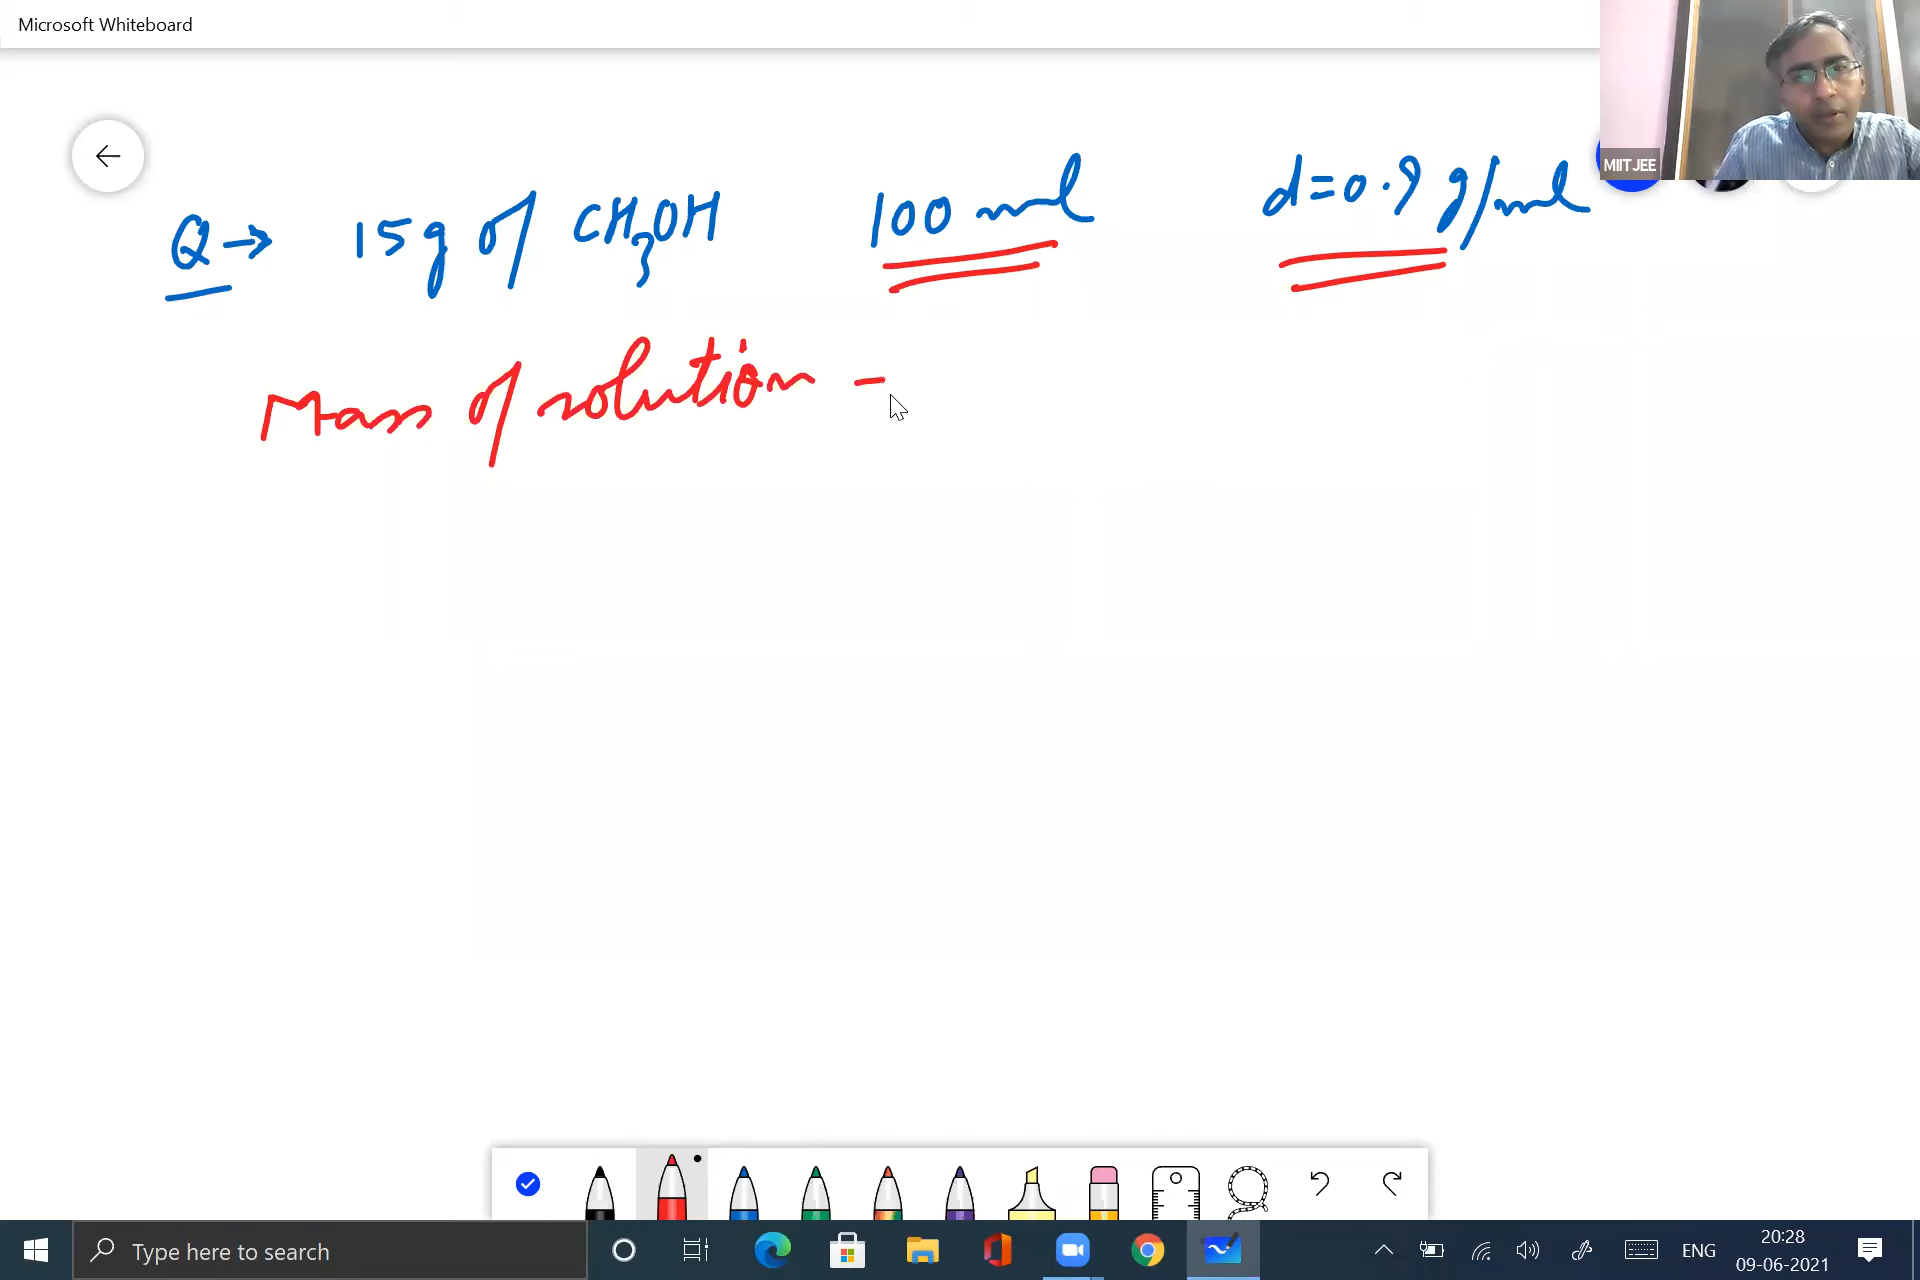 Microsoft Whiteboard
MIIT JEE
Q → 15g of CH3OH 100 ml d=0.9 g/ml
Mass of solution -
Type here to search
ENG
20:28
09-06-2021